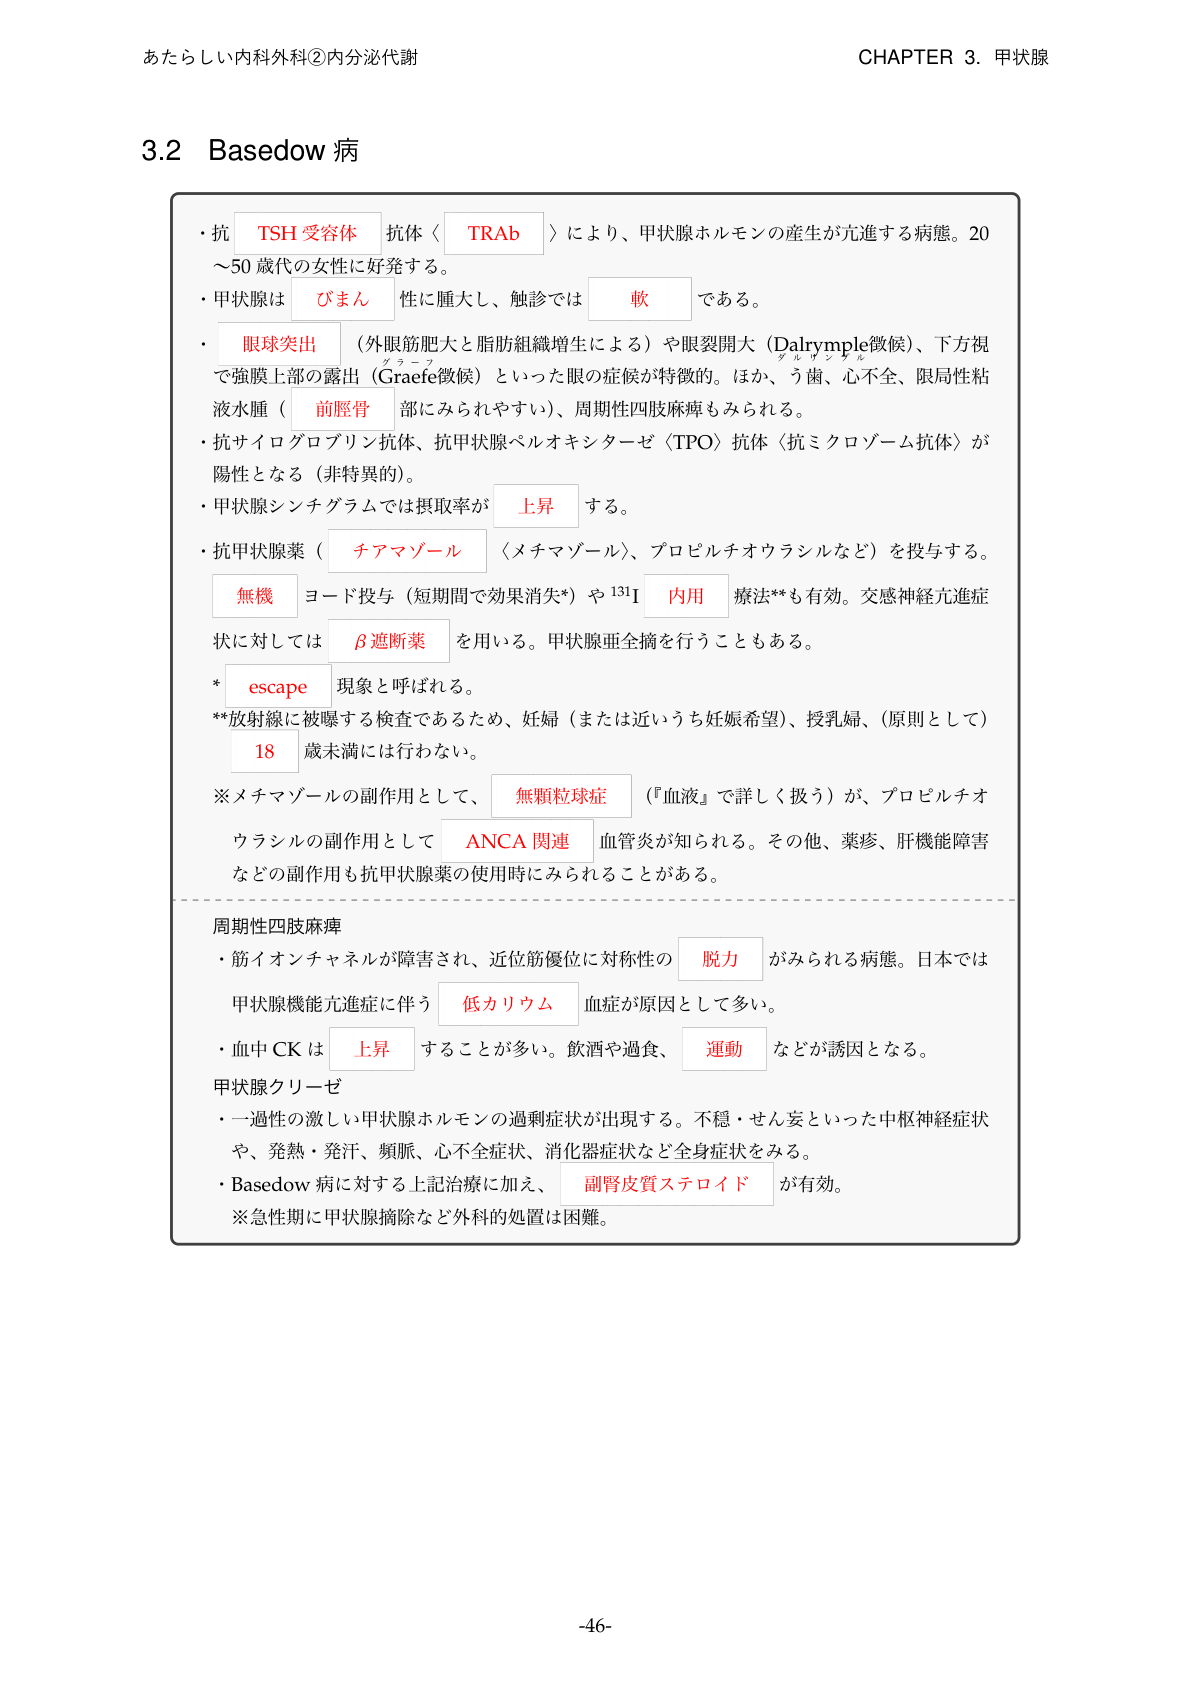 あたらしい内科外科②内分泌代謝 CHAPTER 3. 甲状腺
3.2 Basedow 病
・抗 TSH 受容体 抗体〈 TRAb 〉により、甲状腺ホルモンの産生が亢進する病態。20
〜50 歳代の女性に好発する。
・甲状腺は びまん 性に腫大し、触診では 軟 である。
・ 眼球突出 （外眼筋肥大と脂肪組織増生による）や眼裂開大（Dalrymple徴候）、下方視
グラーフ ダルリンプル
で強膜上部の露出（Graefe徴候）といった眼の症候が特徴的。ほか、う歯、心不全、限局性粘
液水腫（ 前脛骨 部にみられやすい）、周期性四肢麻痺もみられる。
・抗サイログロブリン抗体、抗甲状腺ペルオキシターゼ〈TPO〉抗体〈抗ミクロゾーム抗体〉が
陽性となる（非特異的）。
・甲状腺シンチグラムでは摂取率が 上昇 する。
・抗甲状腺薬（ チアマゾール 〈メチマゾール〉、プロピルチオウラシルなど）を投与する。
無機 ヨード投与（短期間で効果消失*）や ¹³¹I 内用 療法**も有効。交感神経亢進症
状に対しては β 遮断薬 を用いる。甲状腺亜全摘を行うこともある。
* escape 現象と呼ばれる。
**放射線に被曝する検査であるため、妊婦（または近いうち妊娠希望）、授乳婦、（原則として）
18 歳未満には行わない。
※メチマゾールの副作用として、 無顆粒球症 （『血液』で詳しく扱う）が、プロピルチオ
ウラシルの副作用として ANCA 関連 血管炎が知られる。その他、薬疹、肝機能障害
などの副作用も抗甲状腺薬の使用時にみられることがある。
周期性四肢麻痺
・筋イオンチャネルが障害され、近位筋優位に対称性の 脱力 がみられる病態。日本では
甲状腺機能亢進症に伴う 低カリウム 血症が原因として多い。
・血中 CK は 上昇 することが多い。飲酒や過食、 運動 などが誘因となる。
甲状腺クリーゼ
・一過性の激しい甲状腺ホルモンの過剰症状が出現する。不穏・せん妄といった中枢神経症状
や、発熱・発汗、頻脈、心不全症状、消化器症状など全身症状をみる。
・Basedow 病に対する上記治療に加え、 副腎皮質ステロイド が有効。
※急性期に甲状腺摘除など外科的処置は困難。
-46-